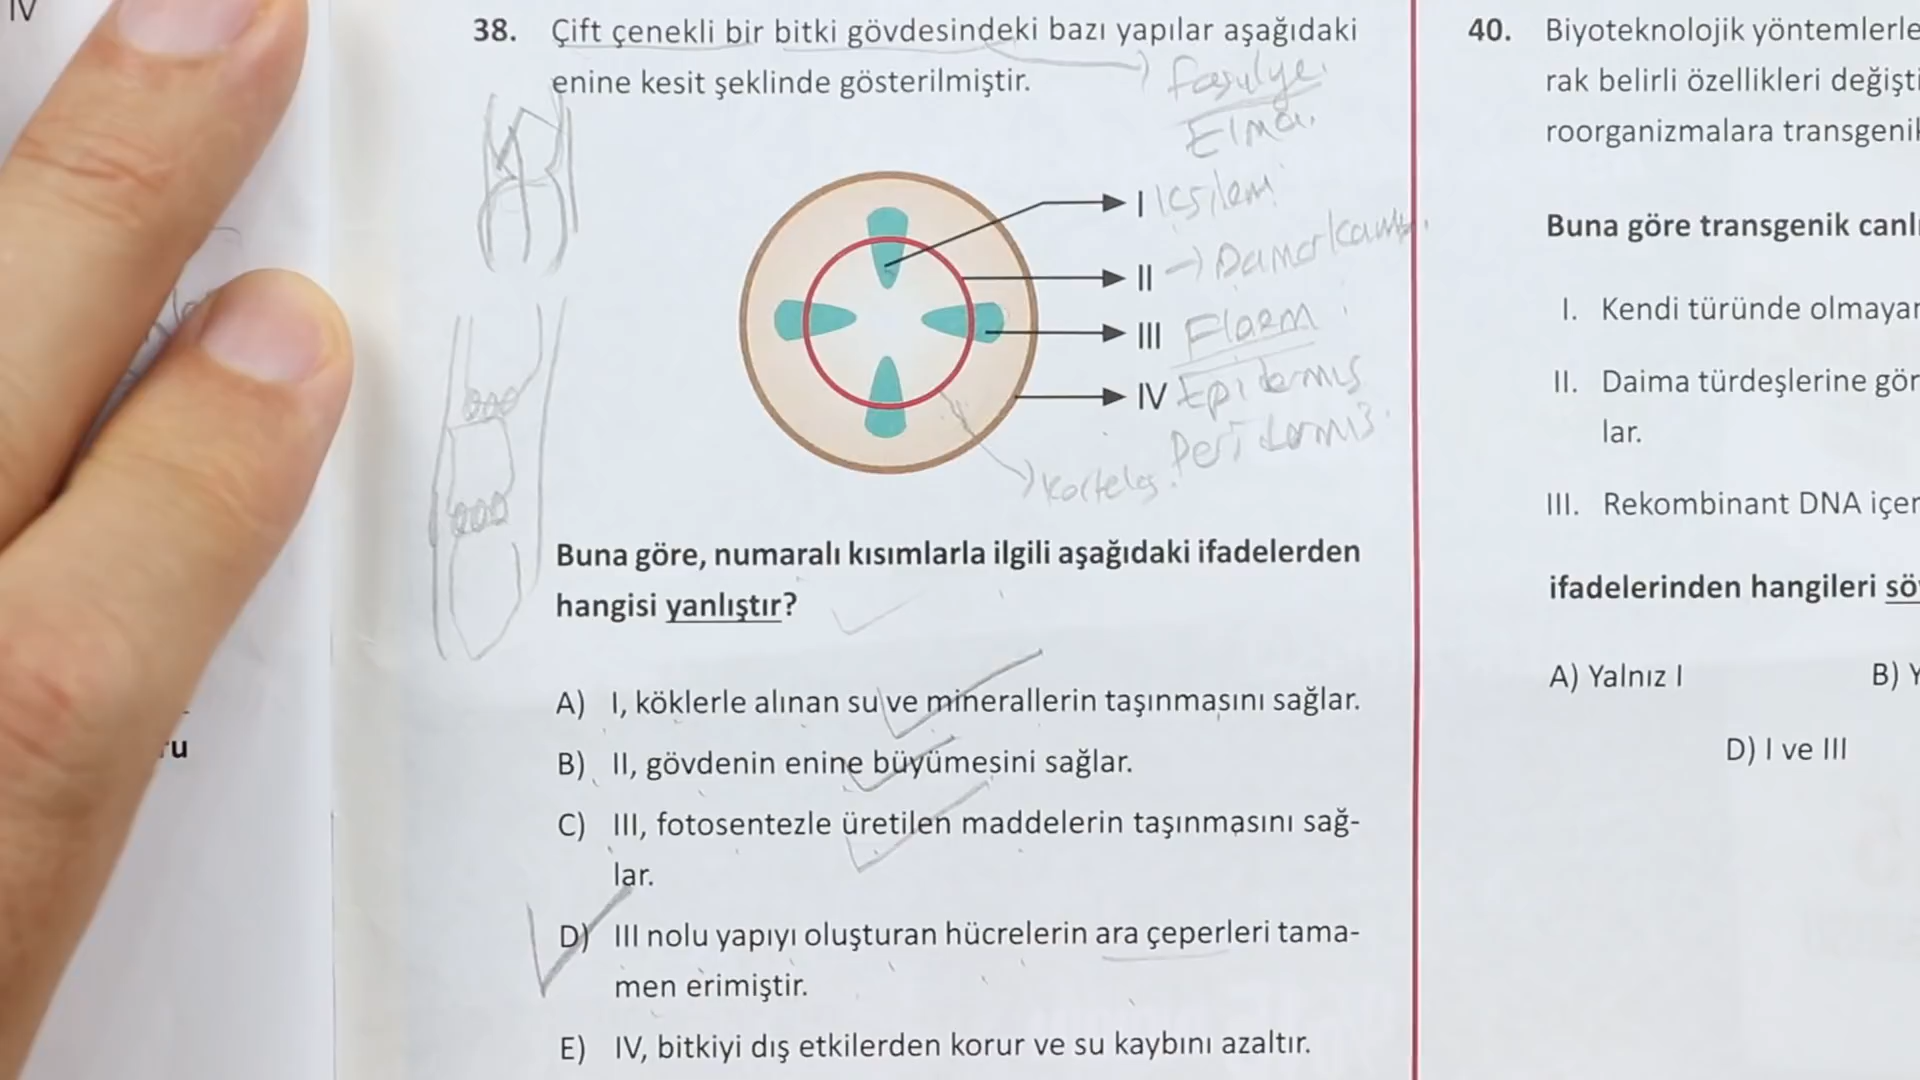 IV
38. Çift çenekli bir bitki gövdesindeki bazı yapılar aşağıdaki
enine kesit şeklinde gösterilmiştir.
Fasulye
Elma
I
II → Damar kamb.
III Floem
IV Epidermis
Peridermis
Korteks
Buna göre, numaralı kısımlarla ilgili aşağıdaki ifadelerden
hangisi yanlıştır?
A) I, köklerle alınan su ve minerallerin taşınmasını sağlar.
B) II, gövdenin enine büyümesini sağlar.
C) III, fotosentezle üretilen maddelerin taşınmasını sağ-
lar.
D) III nolu yapıyı oluşturan hücrelerin ara çeperleri tama-
men erimiştir.
E) IV, bitkiyi dış etkilerden korur ve su kaybını azaltır.
40. Biyoteknolojik yöntemlerle
rak belirli özellikleri değişti
roorganizmalara transgenik
Buna göre transgenik canlı
I. Kendi türünde olmayan
II. Daima türdeşlerine gör
lar.
III. Rekombinant DNA içer
ifadelerinden hangileri söy
A) Yalnız I B) Y
D) I ve III